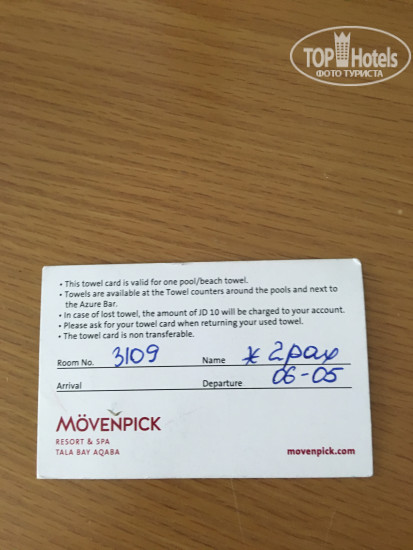 TOP Hotels
ФОТО ТУРИСТА
• This towel card is valid for one pool/beach towel.
• Towels are available at the Towel counters around the pools and next to
the Azure Bar.
• In case of lost towel, the amount of JD 10 will be charged to your account.
• Please ask for your towel card when returning your used towel.
• The towel card is non transferable.
Room No. 3109 Name * 2 pax
Arrival Departure 06-05
MÖVENPICK
RESORT & SPA
TALA BAY AQABA
movenpick.com